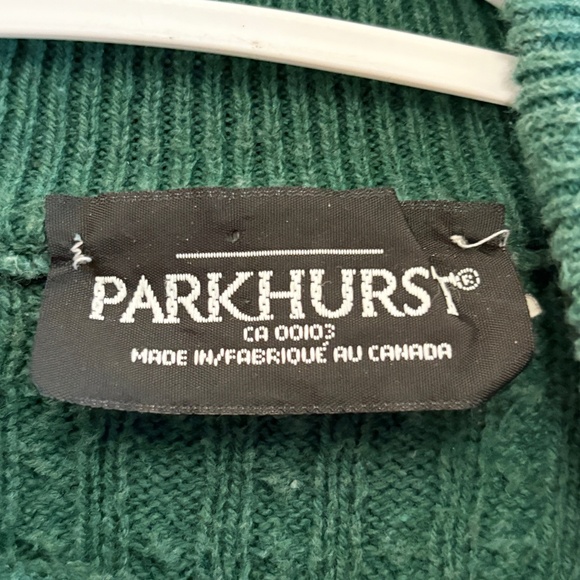 PARKHURST®
CA 00103
MADE IN/FABRIQUÉ AU CANADA